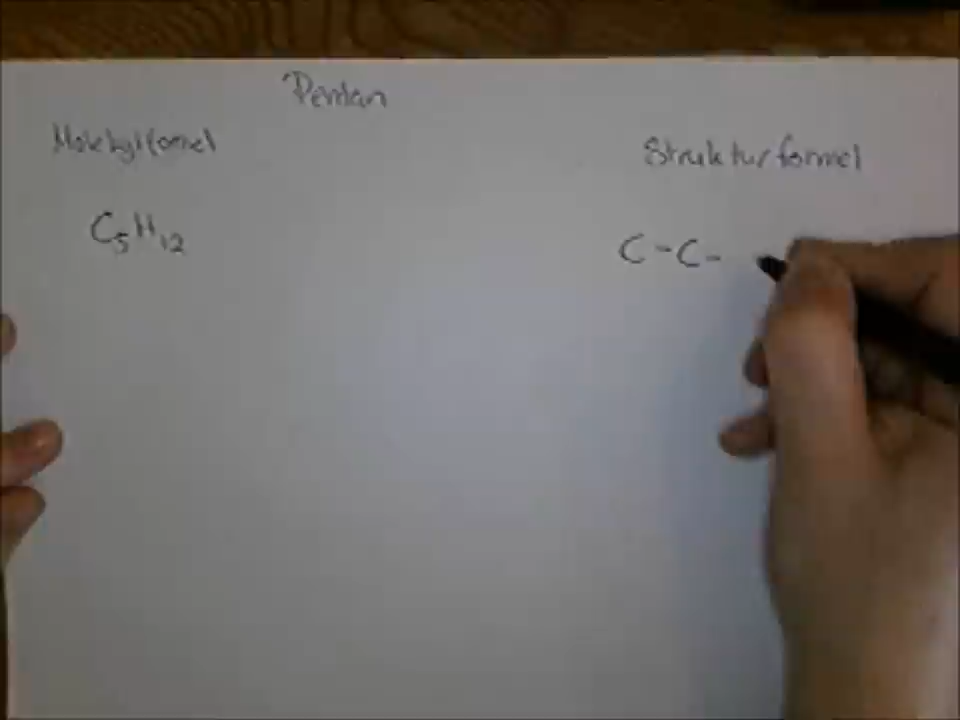 Pentan
Molekylformel
Strukturformel
C₅H₁₂
C-C-